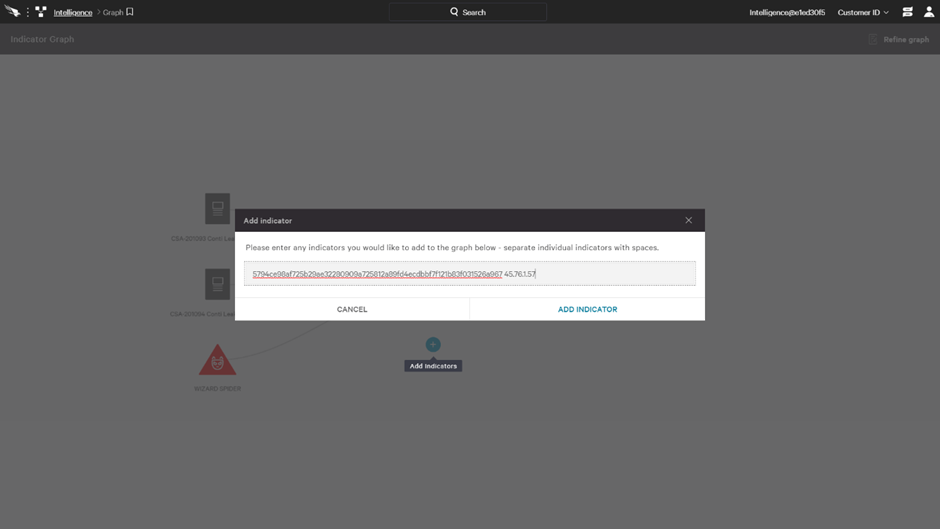 Intelligence > Graph
Search
Intelligence@e1ed30f5
Customer ID
Indicator Graph
Refine graph
Add indicator
Please enter any indicators you would like to add to the graph below - separate individual indicators with spaces.
5794ce98af725b29ae32280909a725812a89fd4ecdbbf7f121b83f031526a967 45.76.1.57
CANCEL
ADD INDICATOR
Add Indicators
WIZARD SPIDER